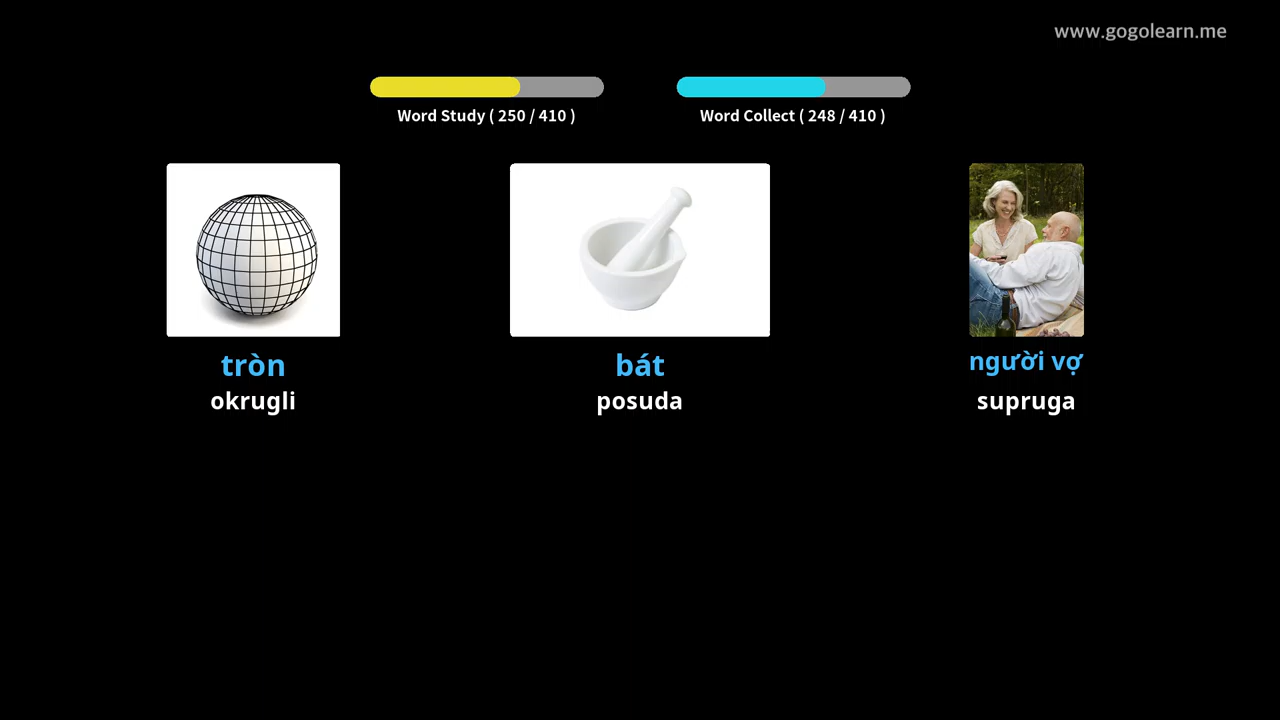 www.gogolearn.me
Word Study ( 250 / 410 )
Word Collect ( 248 / 410 )
tròn
bát
người vợ
okrugli
posuda
supruga